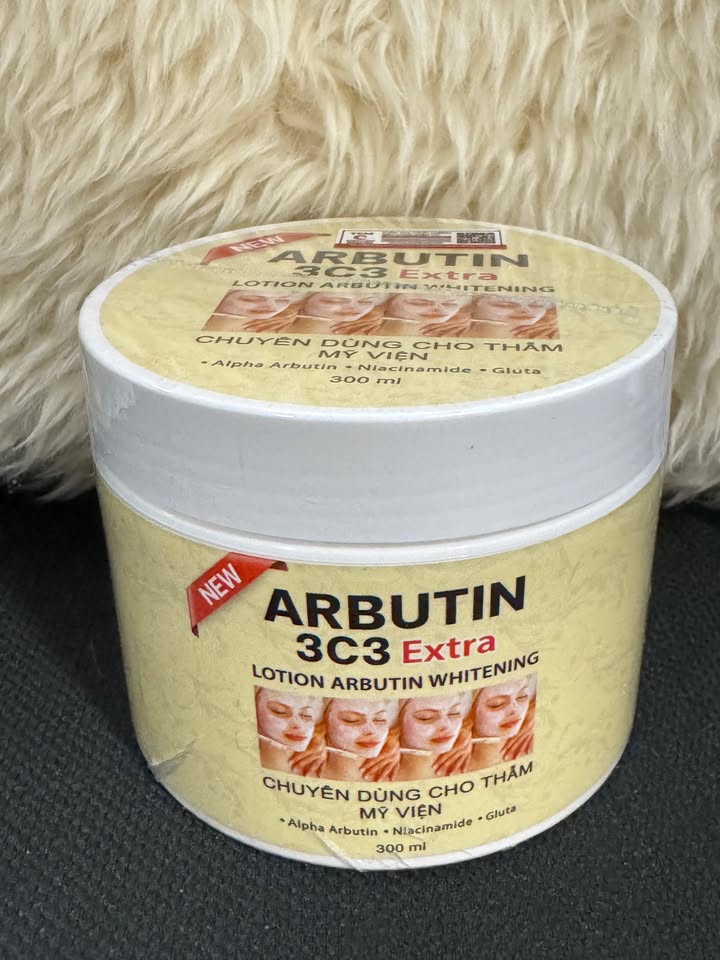 NEW
ARBUTIN
3C3 Extra
LOTION ARBUTIN WHITENING
CHUYÊN DÙNG CHO THẨM
MỸ VIỆN
• Alpha Arbutin • Niacinamide • Gluta
300 ml
NEW
ARBUTIN
3C3 Extra
LOTION ARBUTIN WHITENING
CHUYÊN DÙNG CHO THẨM
MỸ VIỆN
• Alpha Arbutin • Niacinamide • Gluta
300 ml